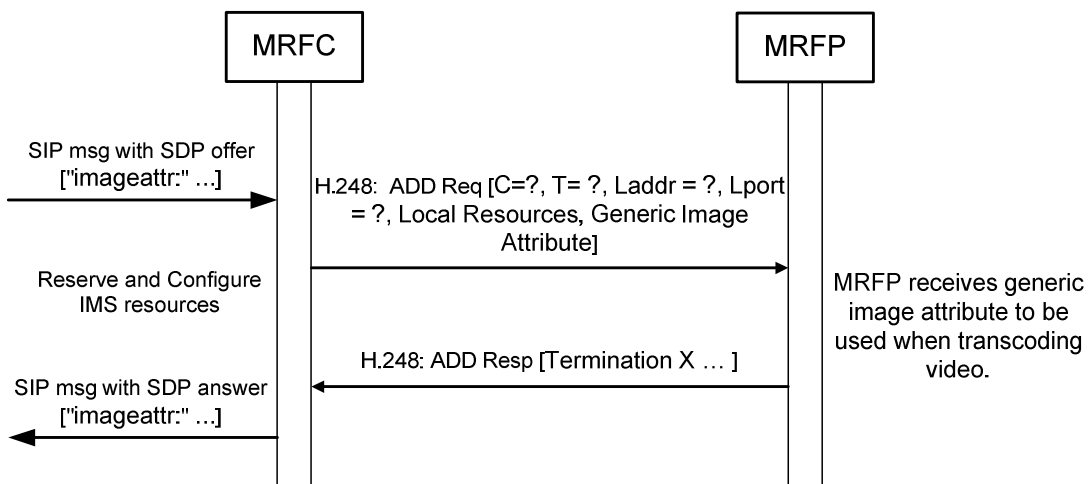 MRFC
MRFP
SIP msg with SDP offer
["imageattr:" ...]
H.248: ADD Req [C=?, T= ?, Laddr = ?, Lport
= ?, Local Resources, Generic Image
Attribute]
Reserve and Configure
IMS resources
MRFP receives generic
image attribute to be
used when transcoding
video.
H.248: ADD Resp [Termination X ... ]
SIP msg with SDP answer
["imageattr:" ...]